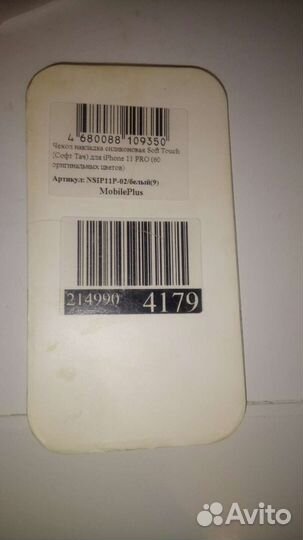 4 680088 109350
Чехол накладка силиконовая Soft Touch
(Софт Тач) для iPhone 11 PRO (60
оригинальных цветов)
Артикул: NSIP11P-02/белый(9)
MobilePlus
214990 4179
Avito